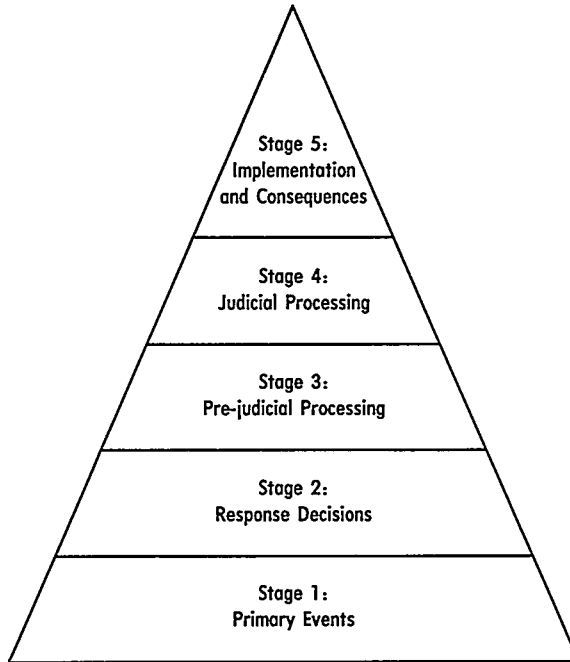 Stage 5:
Implementation
and Consequences
Stage 4:
Judicial Processing
Stage 3:
Pre-judicial Processing
Stage 2:
Response Decisions
Stage 1:
Primary Events